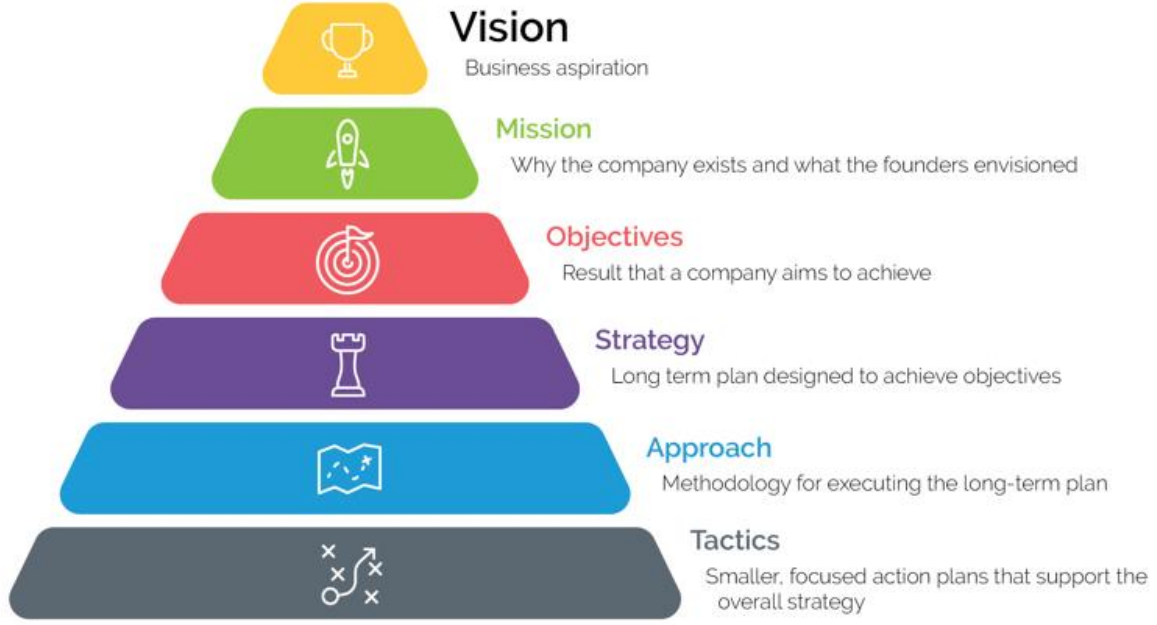 Vision
Business aspiration
Mission
Why the company exists and what the founders envisioned
Objectives
Result that a company aims to achieve
Strategy
Long term plan designed to achieve objectives
Approach
Methodology for executing the long-term plan
Tactics
Smaller, focused action plans that support the
overall strategy